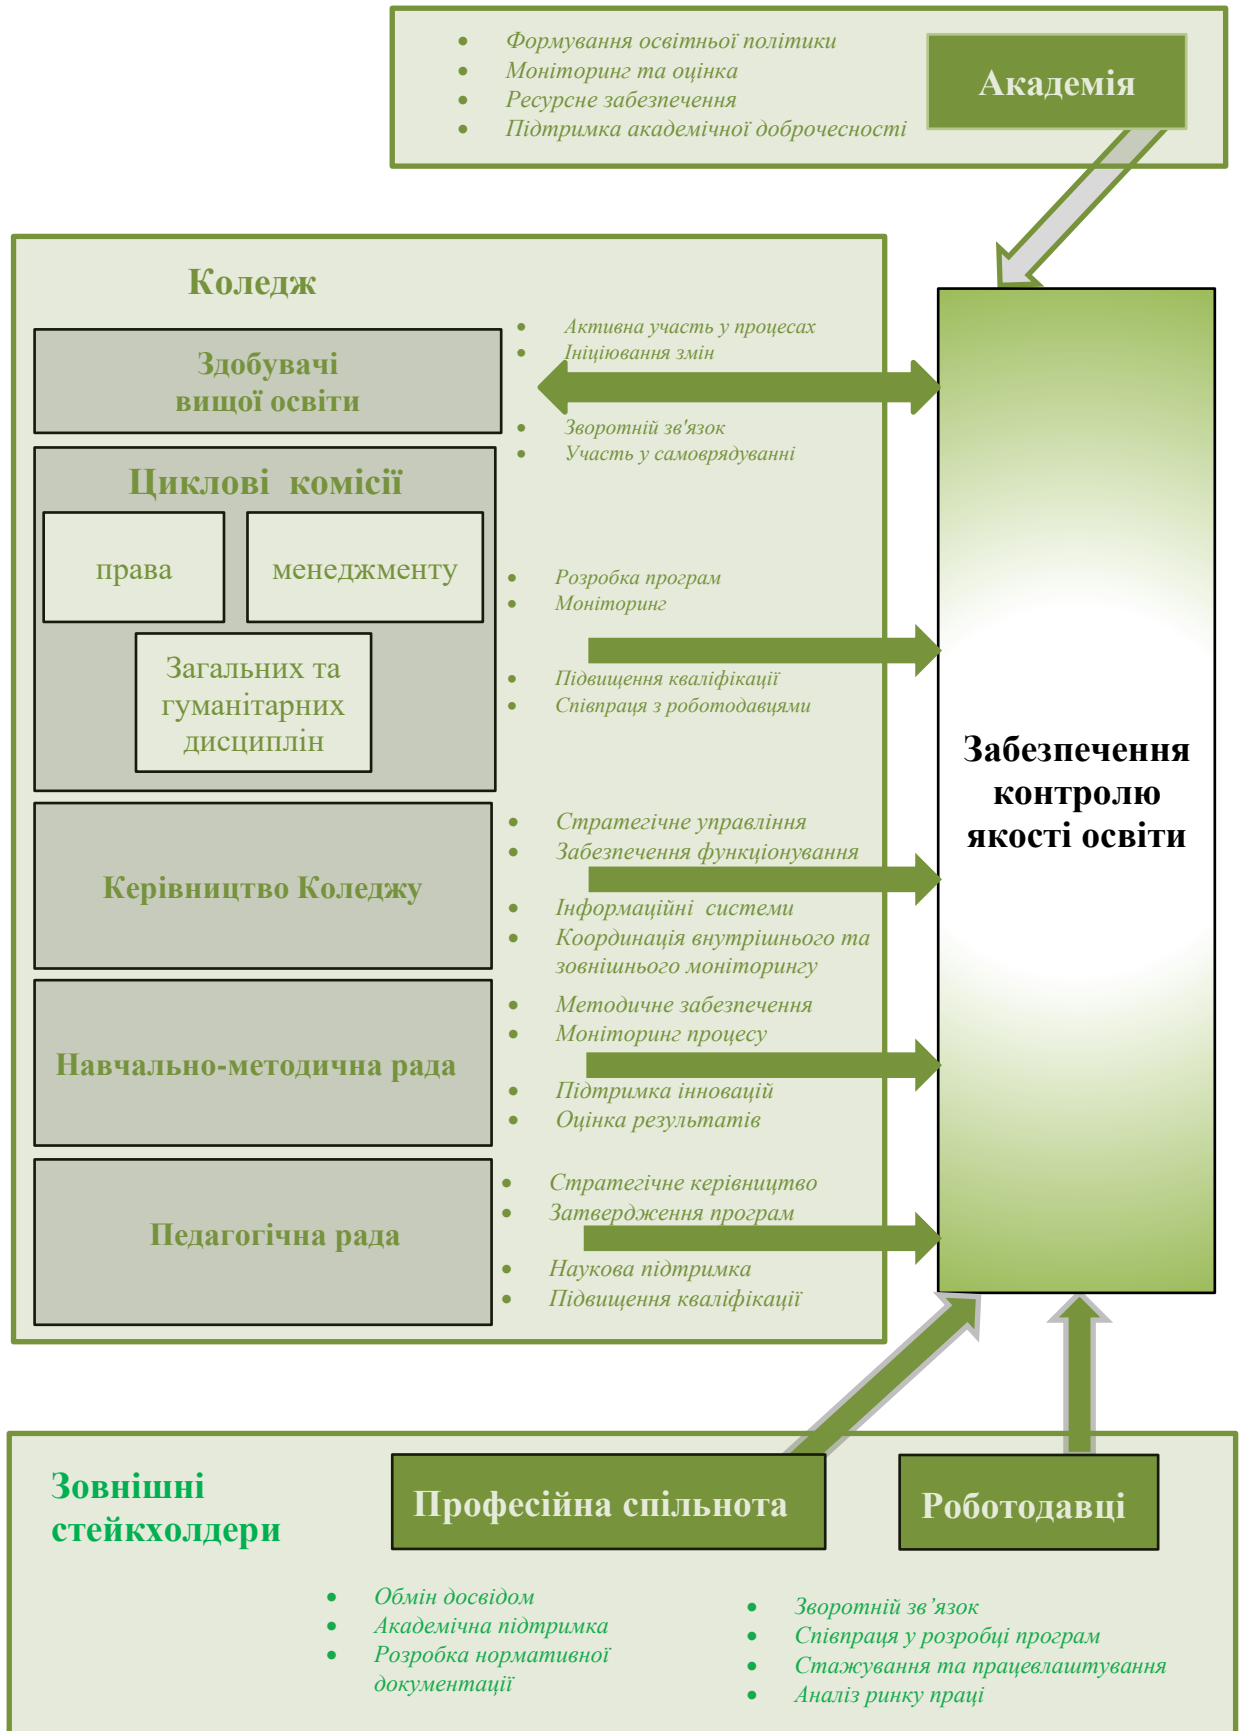 • Формування освітньої політики
• Моніторинг та оцінка
• Ресурсне забезпечення
• Підтримка академічної доброчесності
Академія
Коледж
Здобувачі
вищої освіти
• Активна участь у процесах
• Ініціювання змін
• Зворотній зв'язок
• Участь у самоврядуванні
Циклові комісії
права
менеджменту
Загальних та
гуманітарних
дисциплін
• Розробка програм
• Моніторинг
• Підвищення кваліфікації
• Співпраця з роботодавцями
Керівництво Коледжу
• Стратегічне управління
• Забезпечення функціонування
• Інформаційні системи
• Координація внутрішнього та
зовнішнього моніторингу
Навчально-методична рада
• Методичне забезпечення
• Моніторинг процесу
• Підтримка інновацій
• Оцінка результатів
Педагогічна рада
• Стратегічне керівництво
• Затвердження програм
• Наукова підтримка
• Підвищення кваліфікації
Забезпечення
контролю
якості освіти
Зовнішні
стейкхолдери
Професійна спільнота
• Обмін досвідом
• Академічна підтримка
• Розробка нормативної
документації
Роботодавці
• Зворотній зв’язок
• Співпраця у розробці програм
• Стажування та працевлаштування
• Аналіз ринку праці